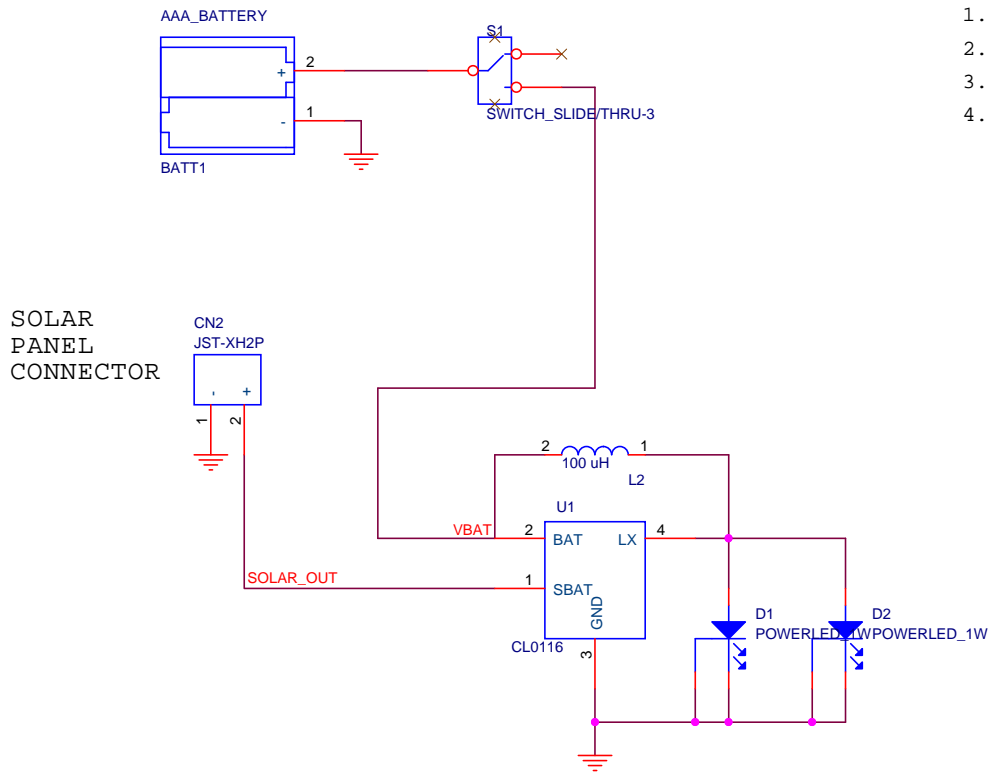 AAA_BATTERY
+
2
-
1
BATT1
S1
SWITCH_SLIDE/THRU-3
1.
2.
3.
4.
SOLAR
PANEL
CONNECTOR
CN2
JST-XH2P
- +
1
2
2
1
100 uH
L2
U1
VBAT
2
BAT
LX
4
SOLAR_OUT
1
SBAT
GND
CL0116
3
D1
POWERLED_1W
D2
POWERLED_1W